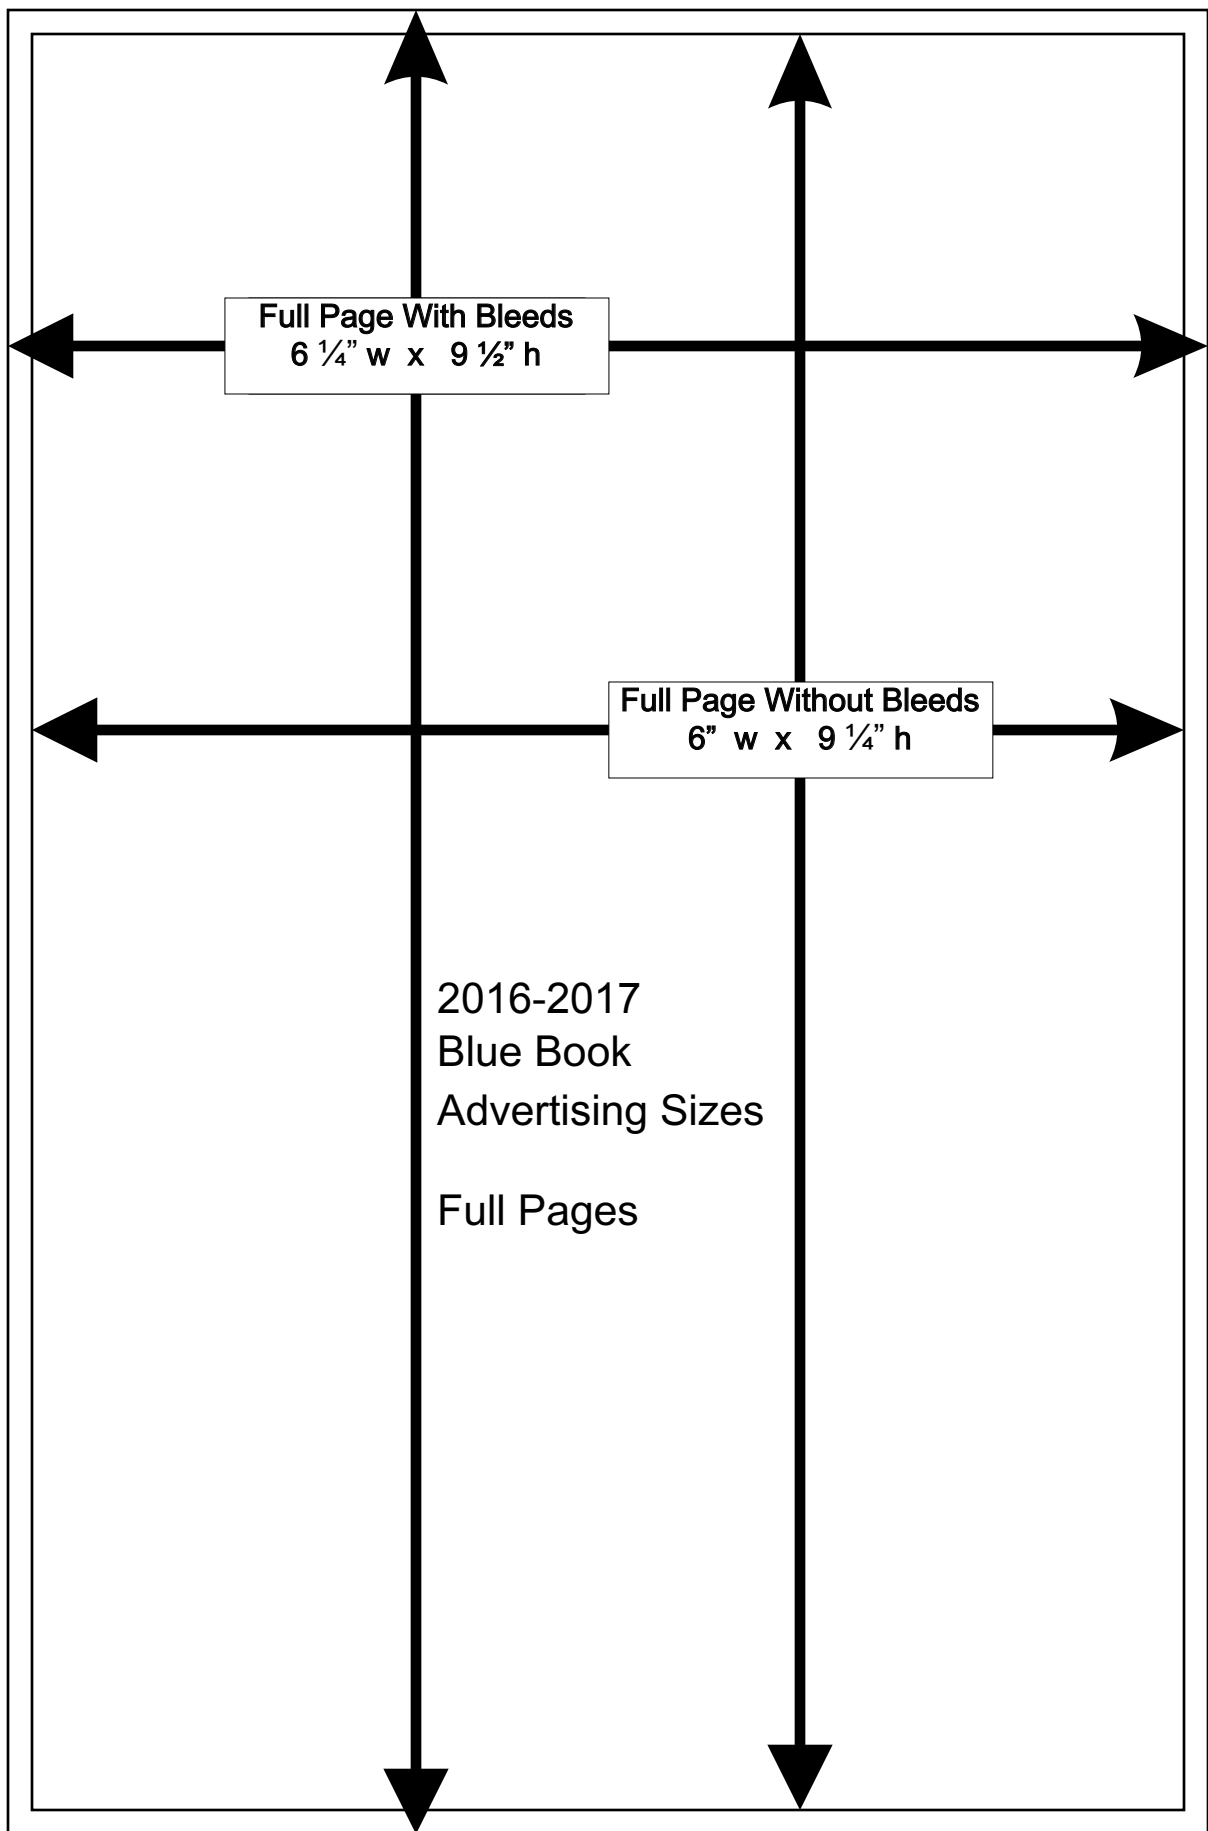 Full Page With Bleeds
6 ¼” w x 9 ½” h
Full Page Without Bleeds
6” w x 9 ¼” h
2016-2017
Blue Book
Advertising Sizes
Full Pages